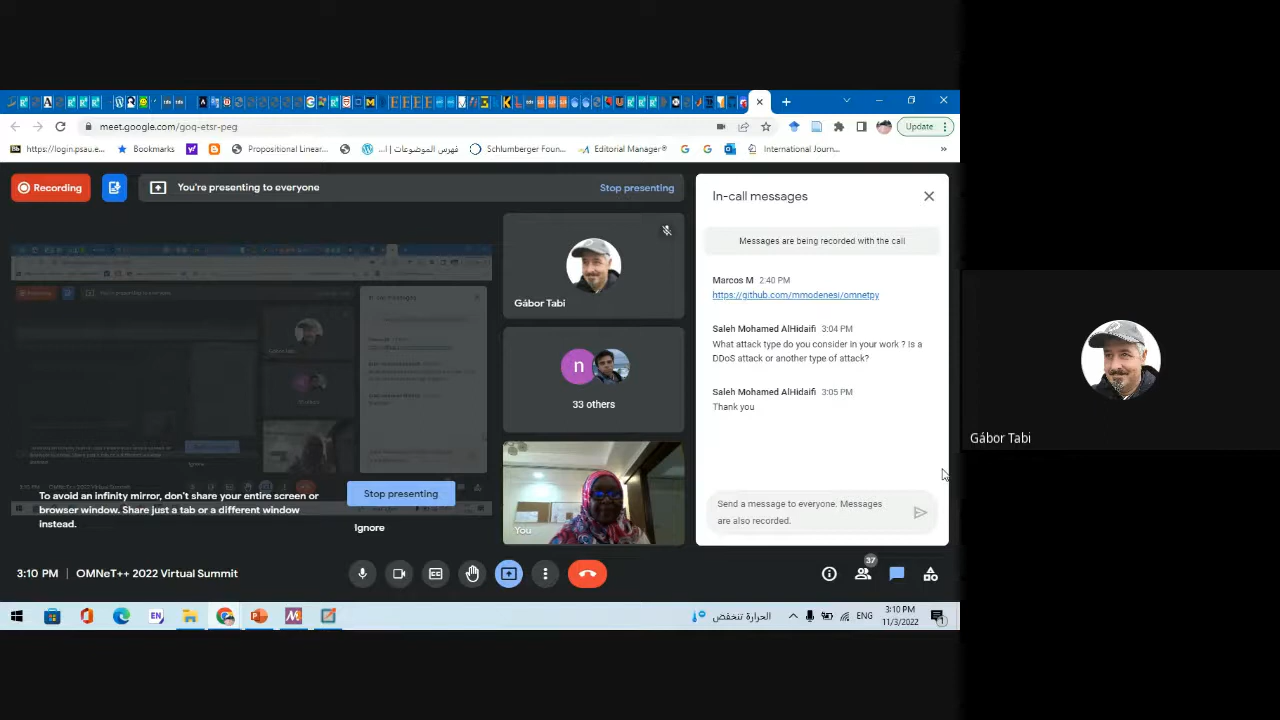 meet.google.com/goq-etsr-peg
Update
https://login.psau.e...
Bookmarks
Propositional Linear...
فهرس الموضوعات | ا...
Schlumberger Foun...
Editorial Manager®
International Journ...
»
Recording
You're presenting to everyone
Stop presenting
In-call messages
Messages are being recorded with the call
Marcos M 2:40 PM
https://github.com/mmodenesi/omnetpy
Saleh Mohamed AlHidaifi 3:04 PM
What attack type do you consider in your work ? Is a
DDoS attack or another type of attack?
Saleh Mohamed AlHidaifi 3:05 PM
Thank you
Send a message to everyone. Messages
are also recorded.
Gábor Tabi
n
33 others
You
To avoid an infinity mirror, don't share your entire screen or
browser window. Share just a tab or a different window
instead.
Stop presenting
Ignore
3:10 PM | OMNeT++ 2022 Virtual Summit
37
EN
الحرارة تنخفض
ENG
3:10 PM
11/3/2022
1
Gábor Tabi